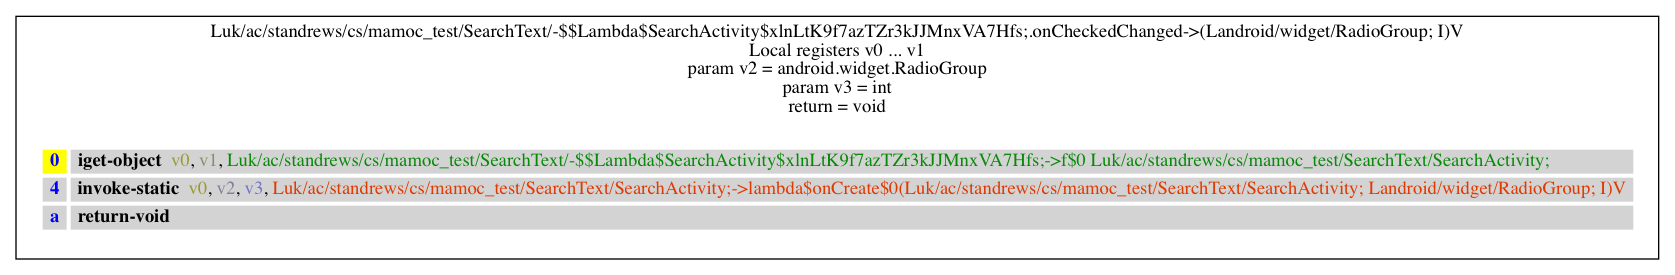 Luk/ac/standrews/cs/mamoc_test/SearchText/-$$Lambda$SearchActivity$xlnLtK9f7azTZr3kJJMnxVA7Hfs;.onCheckedChanged->(Landroid/widget/RadioGroup; I)V
Local registers v0 ... v1
param v2 = android.widget.RadioGroup
param v3 = int
return = void
0 iget-object v0, v1, Luk/ac/standrews/cs/mamoc_test/SearchText/-$$Lambda$SearchActivity$xlnLtK9f7azTZr3kJJMnxVA7Hfs;->f$0 Luk/ac/standrews/cs/mamoc_test/SearchText/SearchActivity;
4 invoke-static v0, v2, v3, Luk/ac/standrews/cs/mamoc_test/SearchText/SearchActivity;->lambda$onCreate$0(Luk/ac/standrews/cs/mamoc_test/SearchText/SearchActivity; Landroid/widget/RadioGroup; I)V
a return-void